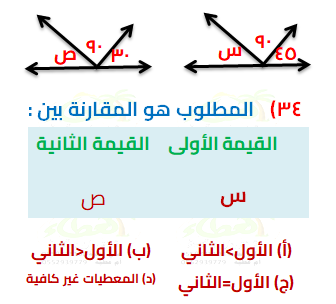 ٤٥ ٩٠ س
٣٠ ٩٠ ص
٣٤) المطلوب هو المقارنة بين :
القيمة الأولى القيمة الثانية
س ص
(أ) الأول>الثاني (ب) الأول<الثاني
(ج) الأول=الثاني (د) المعطيات غير كافية